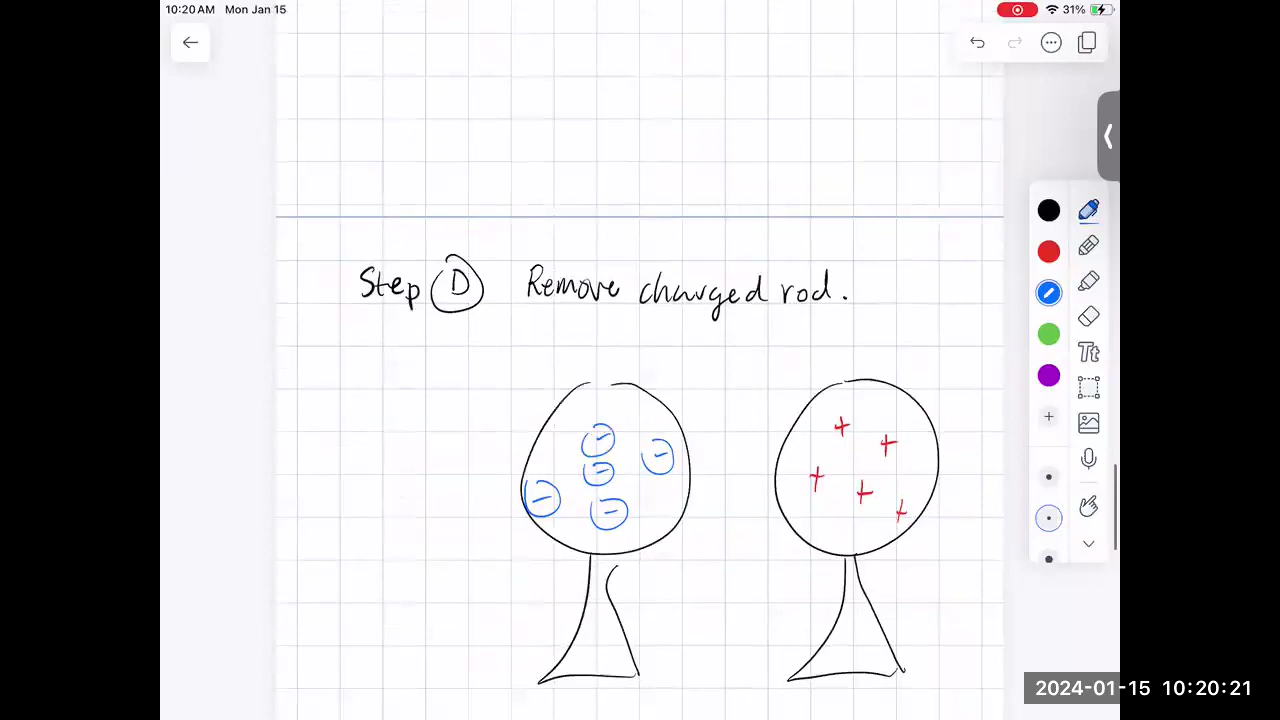 10:20 AM Mon Jan 15
31%
Step D Remove charged rod.
Tt
- - - - -
+ + + + +
2024-01-15 10:20:21